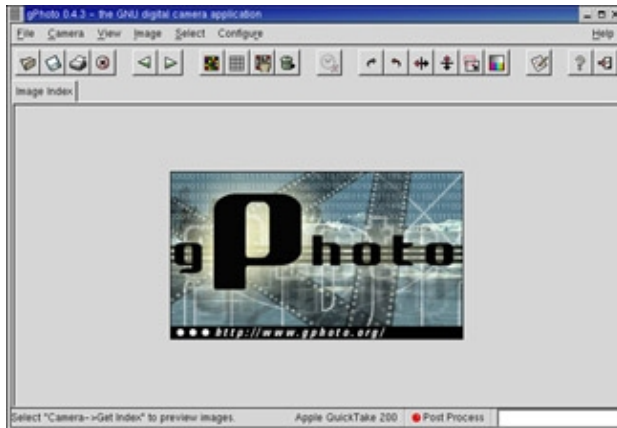 gPhoto 0.4.3 - the GNU digital camera application
File Camera View Image Select Configure Help
Image Index
gPhoto
http://www.gphoto.org/
Select "Camera->Get Index" to preview images. Apple QuickTake 200 Post Process